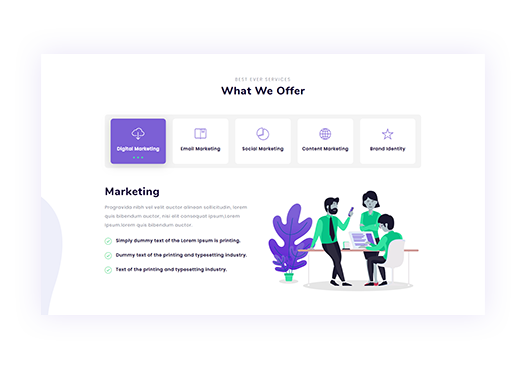 BEST EVER SERVICES
What We Offer
Digital Marketing
Email Marketing
Social Marketing
Content Marketing
Brand Identity
Marketing
Prograeida nibh vel velit auctor alinean sollicitudin, lorem
quis bibendum auctor, nisi elit consequat ipsum,Lorem
ipsum lorem quis bibendum auctor
Simply dummy text of the Lorem Ipsum is printing.
Dummy text of the printing and typesetting industry.
Text of the printing and typesetting industry.